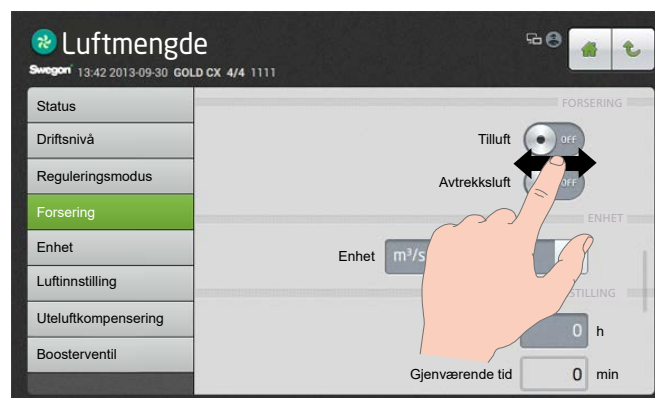 Luftmengde
Swegon 13:42 2013-09-30 GOLD CX 4/4 1111
Status
Driftsnivå
Reguleringsmodus
Forsering
Enhet
Luftinnstilling
Uteluftkompensering
Boosterventil
FORSERING
Tilluft OFF
Avtrekksluft OFF
ENHET
Enhet m³/s
STILLING
0 h
Gjenværende tid 0 min